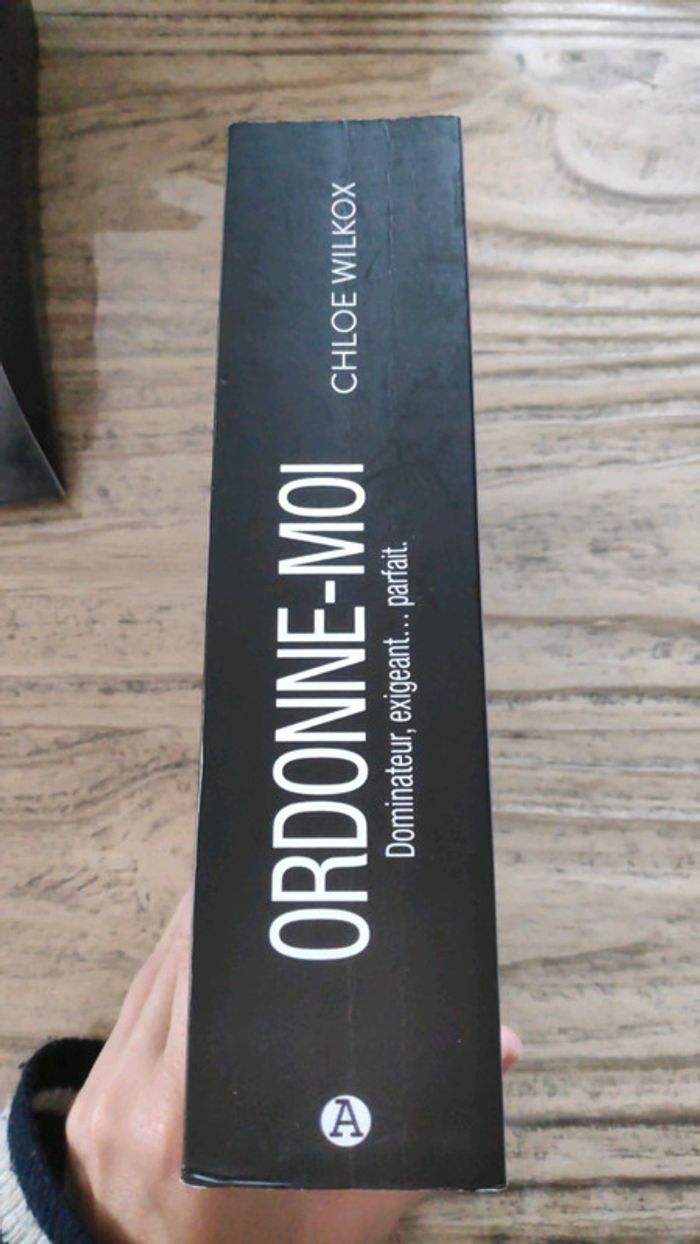 CHLOE WILKOX
ORDONNE-MOI
Dominateur, exigeant... parfait.
A